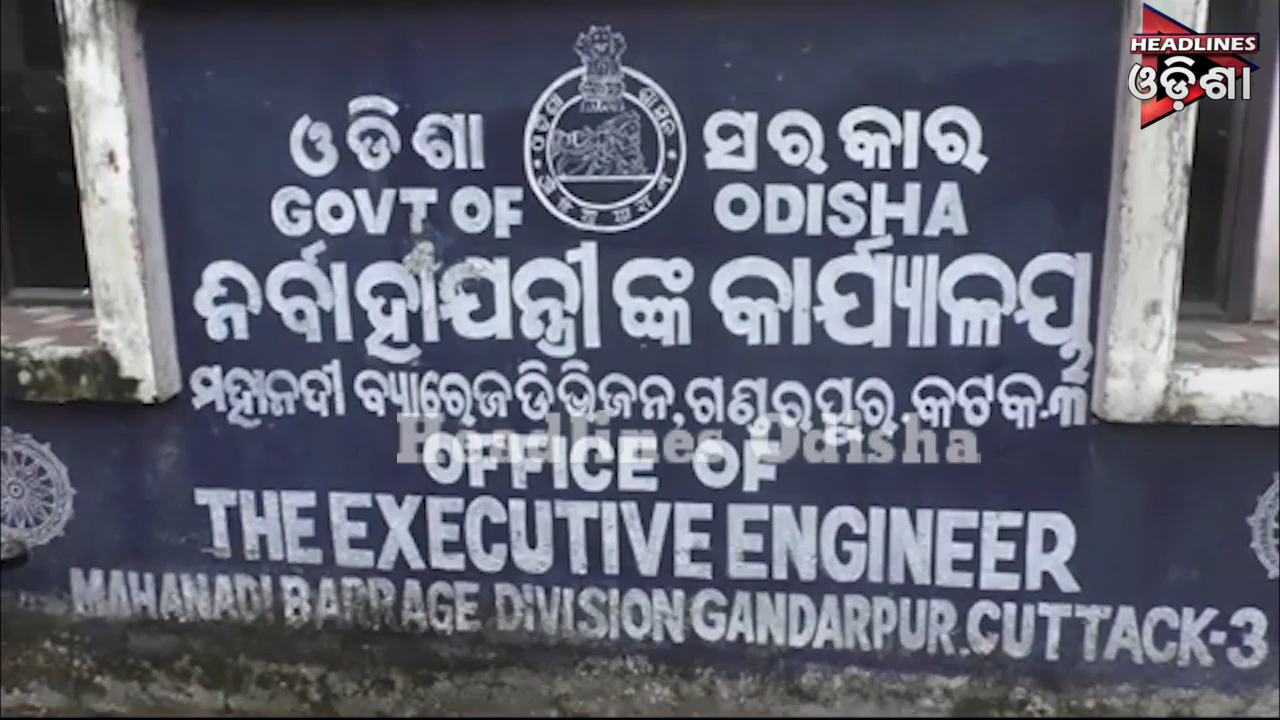 HEADLINES
ଓଡ଼ିଶା
ଓଡିଶା ସରକାର
GOVT OF ODISHA
ନିର୍ବାହୀଯନ୍ତ୍ରୀ ଙ୍କ କାର୍ଯ୍ୟାଳୟ
ମହାନଦୀ ବ୍ୟାରେଜ ଡିଭିଜନ, ଗଣ୍ଡରପୁର, କଟକ-୩
Headlines Odisha
OFFICE OF
THE EXECUTIVE ENGINEER
MAHANADI BARRAGE DIVISION GANDARPUR.CUTTACK-3